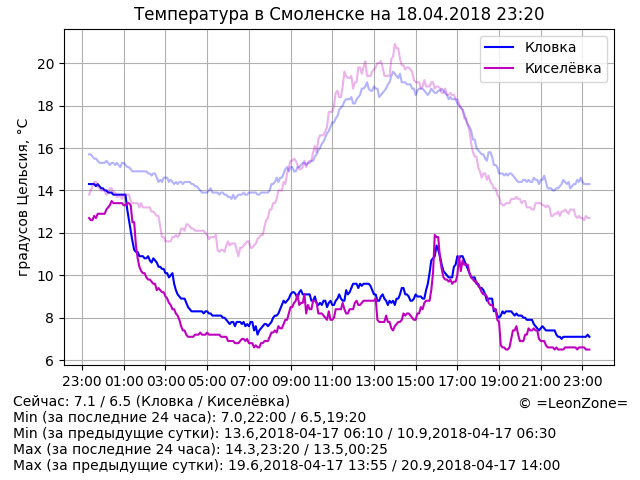 Температура в Смоленске на 18.04.2018 23:20
Кловка
Киселёвка
градусов Цельсия, °C
20
18
16
14
12
10
8
6
23:00 01:00 03:00 05:00 07:00 09:00 11:00 13:00 15:00 17:00 19:00 21:00 23:00
Сейчас: 7.1 / 6.5 (Кловка / Киселёвка)
© =LeonZone=
Min (за последние 24 часа): 7.0,22:00 / 6.5,19:20
Min (за предыдущие сутки): 13.6,2018-04-17 06:10 / 10.9,2018-04-17 06:30
Max (за последние 24 часа): 14.3,23:20 / 13.5,00:25
Max (за предыдущие сутки): 19.6,2018-04-17 13:55 / 20.9,2018-04-17 14:00